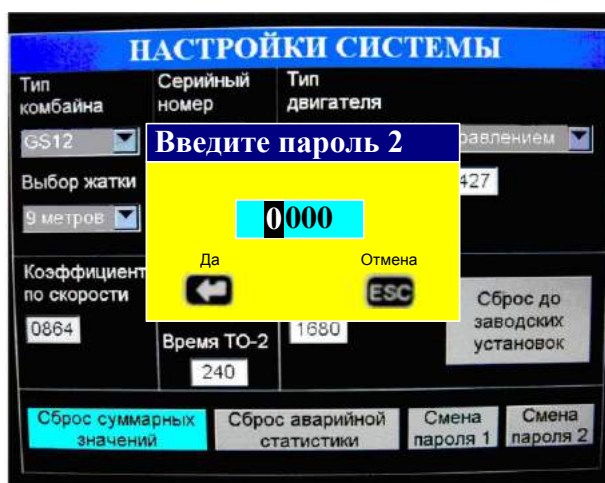 НАСТРОЙКИ СИСТЕМЫ
Тип
комбайна
Серийный
номер
Тип
двигателя
GS12
Введите пароль 2
равлением
Выбор жатки
427
9 метров
0000
Да
Отмена
ESC
Коэффициент
по скорости
Сброс до
заводских
установок
0864
Время ТО-2
1680
240
Сброс суммарных
значений
Сброс аварийной
статистики
Смена
пароля 1
Смена
пароля 2